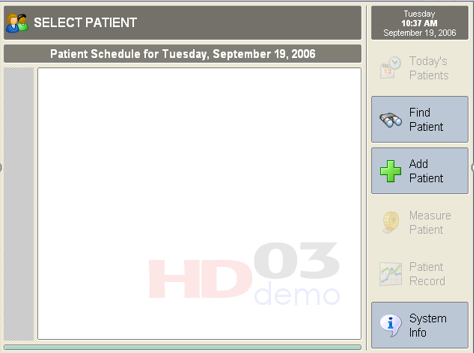 SELECT PATIENT
Patient Schedule for Tuesday, September 19, 2006
HD03
demo
Tuesday
10:37 AM
September 19, 2006
Today's
Patients
Find
Patient
Add
Patient
Measure
Patient
Patient
Record
System
Info